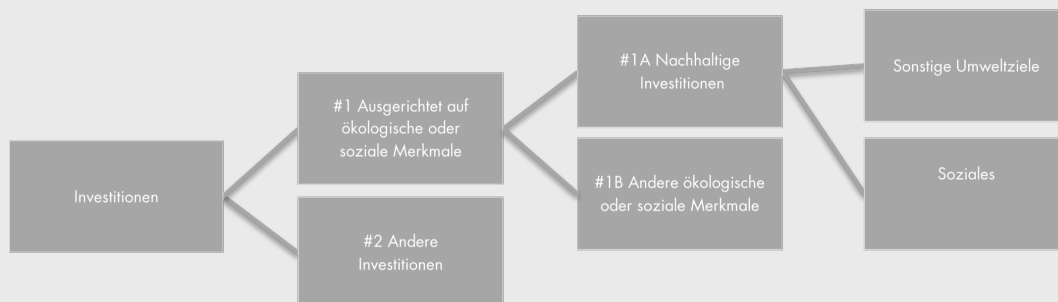 Investitionen
#1 Ausgerichtet auf
ökologische oder
soziale Merkmale
#2 Andere
Investitionen
#1A Nachhaltige
Investitionen
#1B Andere ökologische
oder soziale Merkmale
Sonstige Umweltziele
Soziales